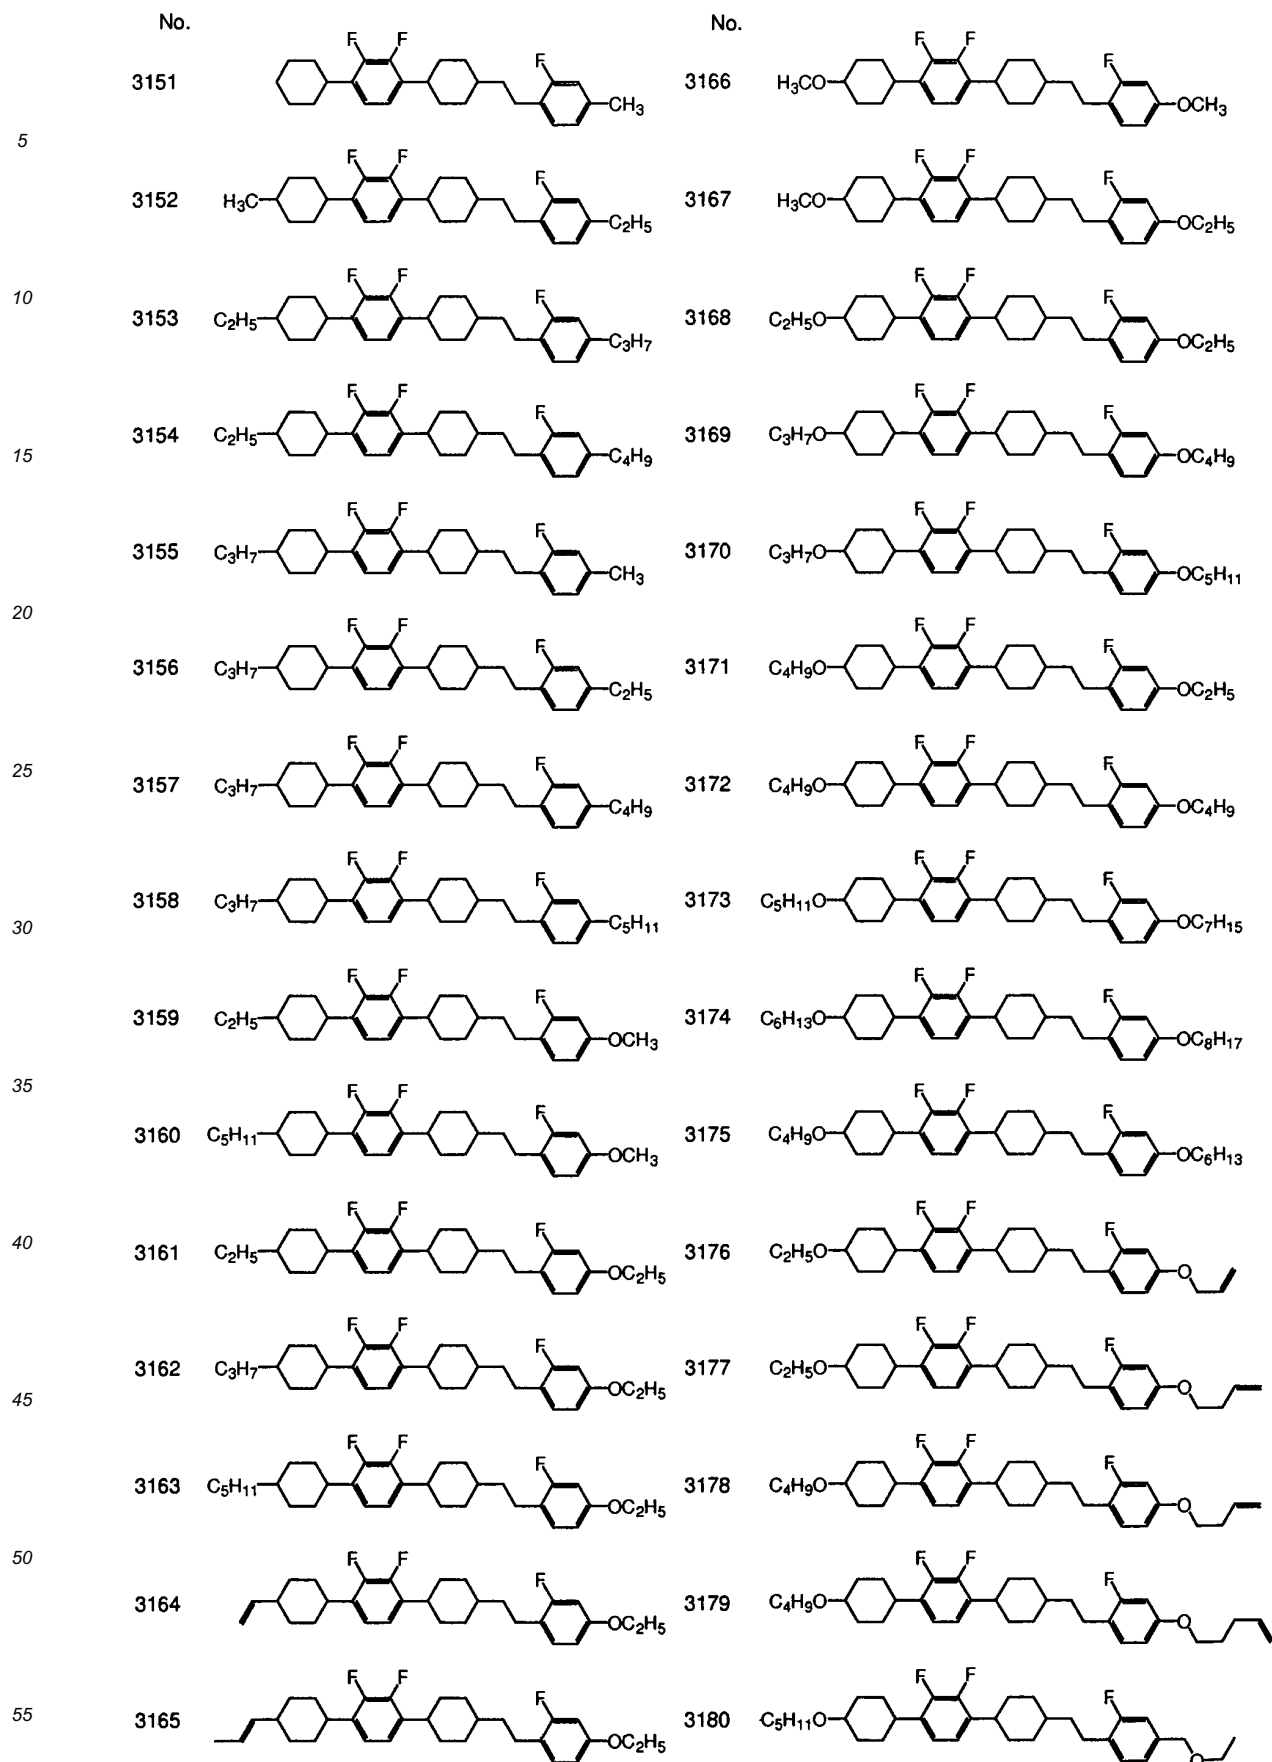 No. No.
F F F F F F
3151 CH3 3166 H3CO OCH3
5
F F F F F F
3152 H3C C2H5 3167 H3CO OC2H5
10
F F F F F F
3153 C2H5 C3H7 3168 C2H5O OC2H5
F F F F F F
3154 C2H5 C4H9 3169 C3H7O OC4H9
15
F F F F F F
3155 C3H7 CH3 3170 C3H7O OC5H11
20
F F F F F F
3156 C3H7 C2H5 3171 C4H9O OC2H5
25
F F F F F F
3157 C3H7 C4H9 3172 C4H9O OC4H9
F F F F F F
3158 C3H7 C5H11 3173 C5H11O OC7H15
30
F F F F F F
3159 C2H5 OCH3 3174 C6H13O OC8H17
35
F F F F F F
3160 C5H11 OCH3 3175 C4H9O OC6H13
40
F F F F F F
3161 C2H5 OC2H5 3176 C2H5O O
F F F F F F
3162 C3H7 OC2H5 3177 C2H5O O
45
F F F F F F
3163 C5H11 OC2H5 3178 C4H9O O
50
F F F F F F
3164 OC2H5 3179 C4H9O O
F F F F F F
55
3165 OC2H5 3180 C5H11O O